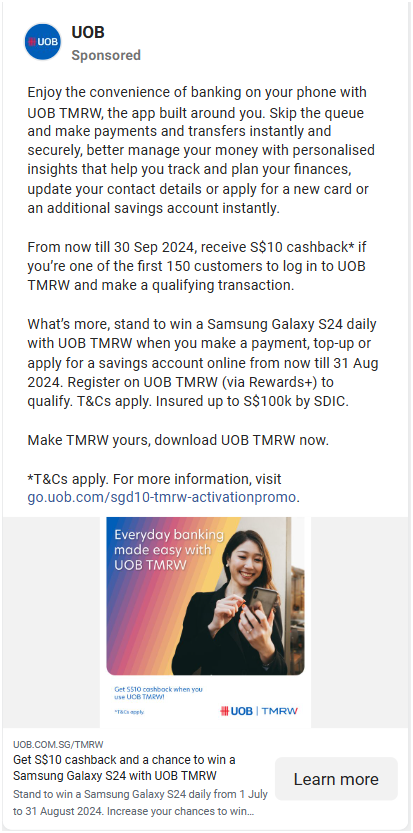 UOB
UOB
Sponsored
Enjoy the convenience of banking on your phone with
UOB TMRW, the app built around you. Skip the queue
and make payments and transfers instantly and
securely, better manage your money with personalised
insights that help you track and plan your finances,
update your contact details or apply for a new card or
an additional savings account instantly.
From now till 30 Sep 2024, receive S$10 cashback* if
you’re one of the first 150 customers to log in to UOB
TMRW and make a qualifying transaction.
What’s more, stand to win a Samsung Galaxy S24 daily
with UOB TMRW when you make a payment, top-up or
apply for a savings account online from now till 31 Aug
2024. Register on UOB TMRW (via Rewards+) to
qualify. T&Cs apply. Insured up to S$100k by SDIC.
Make TMRW yours, download UOB TMRW now.
*T&Cs apply. For more information, visit
go.uob.com/sgd10-tmrw-activationpromo.
Everyday banking
made easy with
UOB TMRW
Get S$10 cashback when you
use UOB TMRW!
*T&Cs apply.
UOB | TMRW
UOB.COM.SG/TMRW
Get S$10 cashback and a chance to win a
Samsung Galaxy S24 with UOB TMRW
Stand to win a Samsung Galaxy S24 daily from 1 July
to 31 August 2024. Increase your chances to win...
Learn more